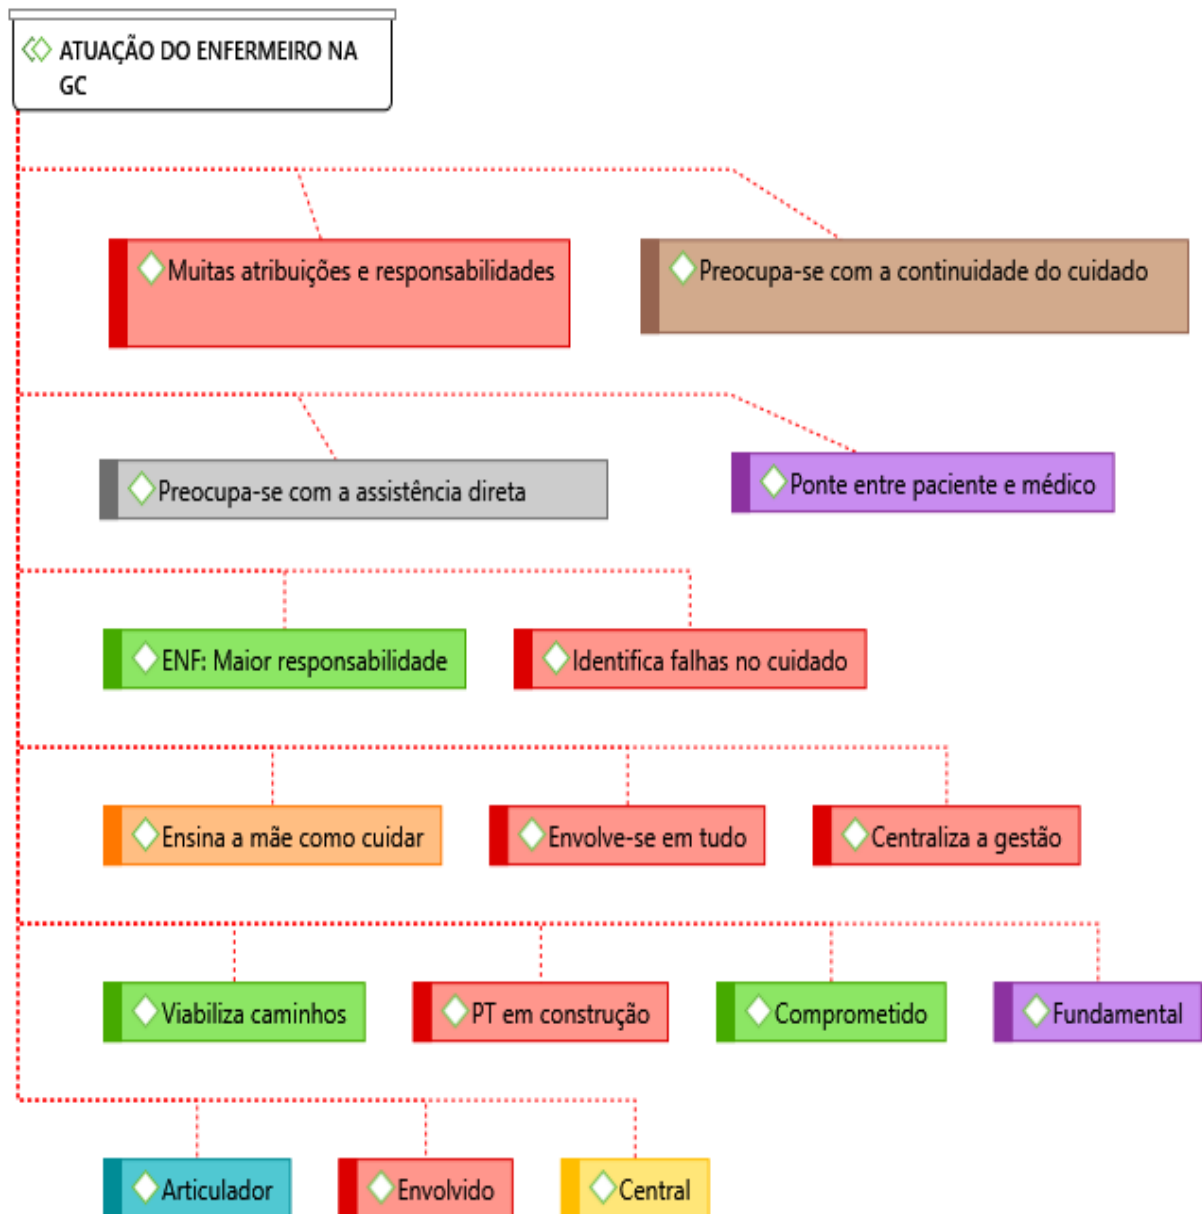 ATUAÇÃO DO ENFERMEIRO NA
GC
Muitas atribuições e responsabilidades
Preocupa-se com a continuidade do cuidado
Preocupa-se com a assistência direta
Ponte entre paciente e médico
ENF: Maior responsabilidade
Identifica falhas no cuidado
Ensina a mãe como cuidar
Envolve-se em tudo
Centraliza a gestão
Viabiliza caminhos
PT em construção
Comprometido
Fundamental
Articulador
Envolvido
Central